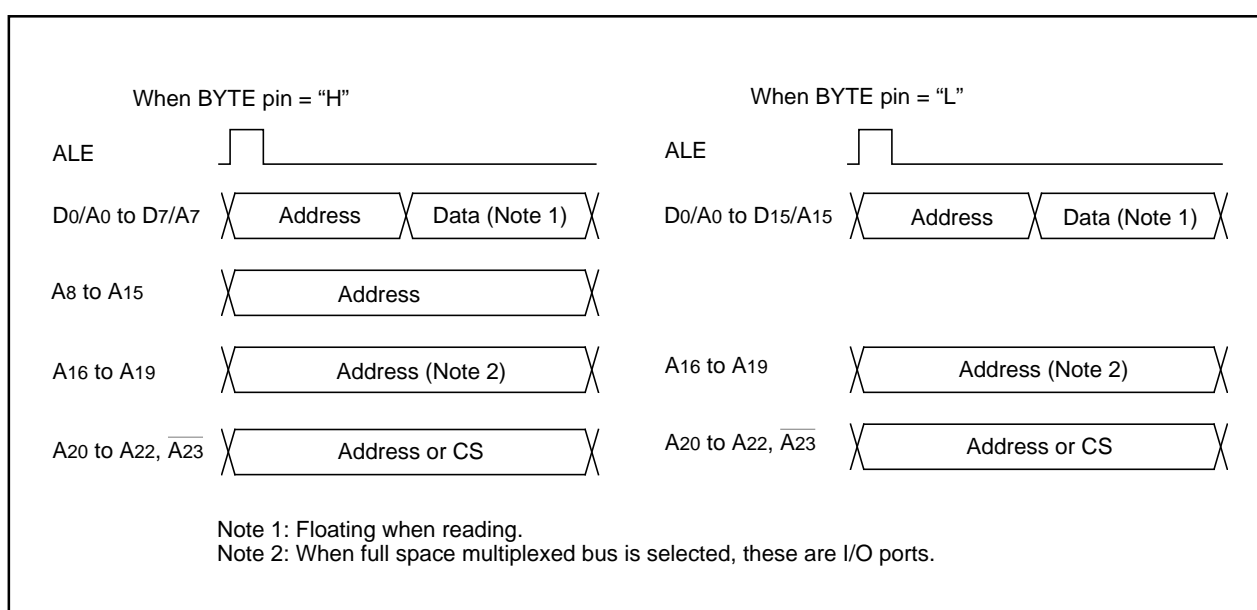 When BYTE pin = “H”
ALE
D0/A0 to D7/A7 Address Data (Note 1)
A8 to A15 Address
A16 to A19 Address (Note 2)
A20 to A22, A23 Address or CS
When BYTE pin = “L”
ALE
D0/A0 to D15/A15 Address Data (Note 1)
A16 to A19 Address (Note 2)
A20 to A22, A23 Address or CS
Note 1: Floating when reading.
Note 2: When full space multiplexed bus is selected, these are I/O ports.